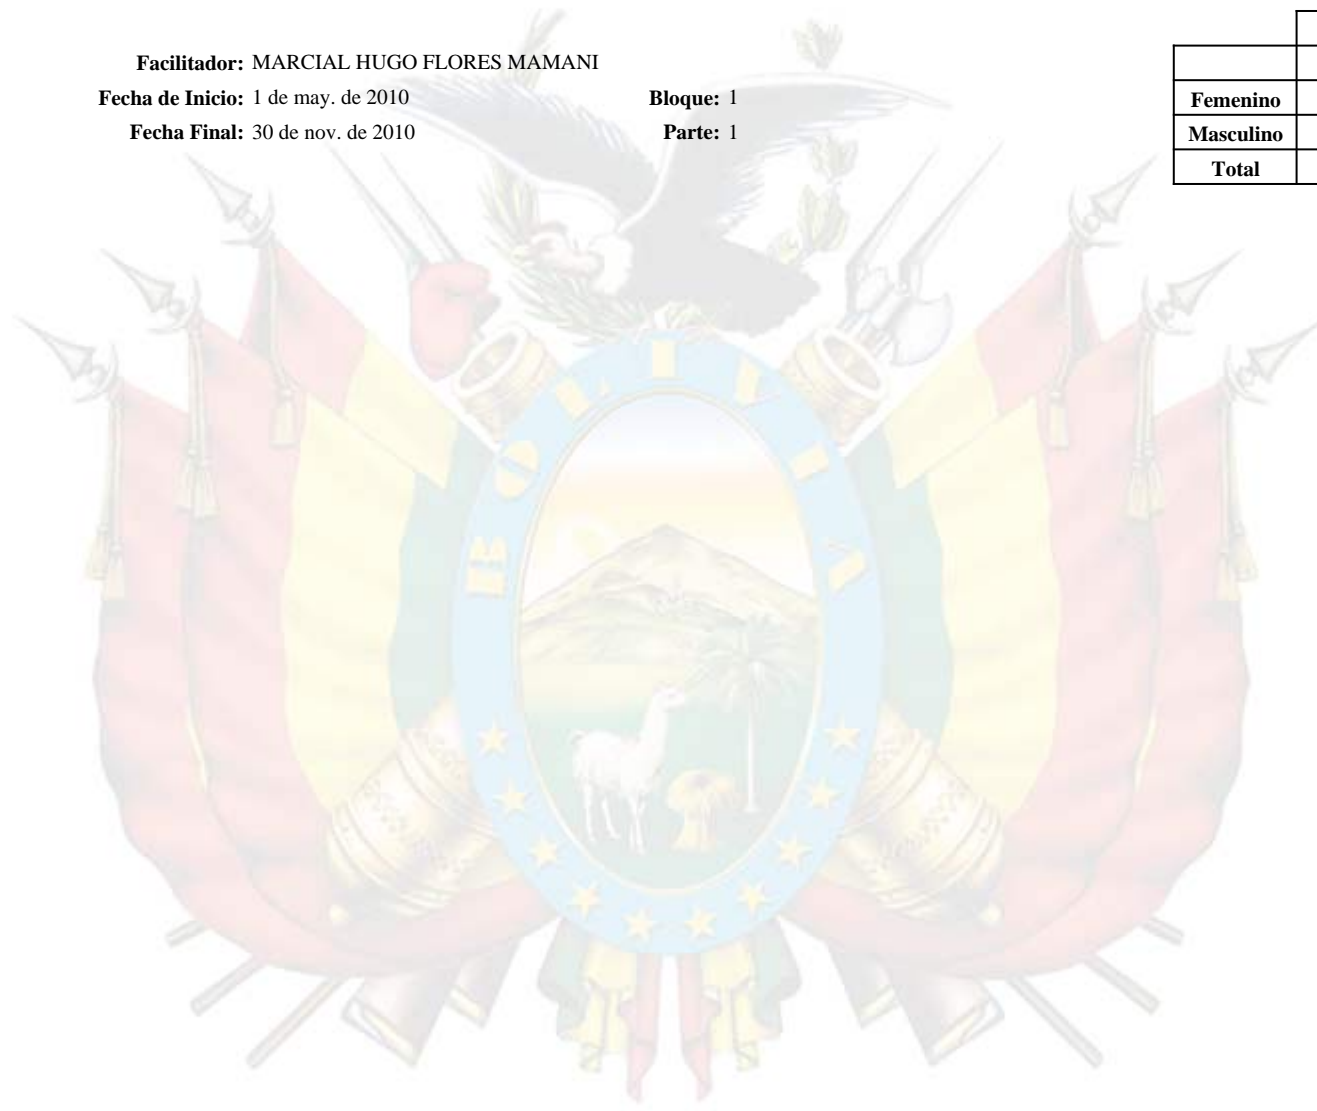 Facilitador: MARCIAL HUGO FLORES MAMANI
Fecha de Inicio: 1 de may. de 2010 Bloque: 1
Fecha Final: 30 de nov. de 2010 Parte: 1
Femenino
Masculino
Total
BOLIVIA